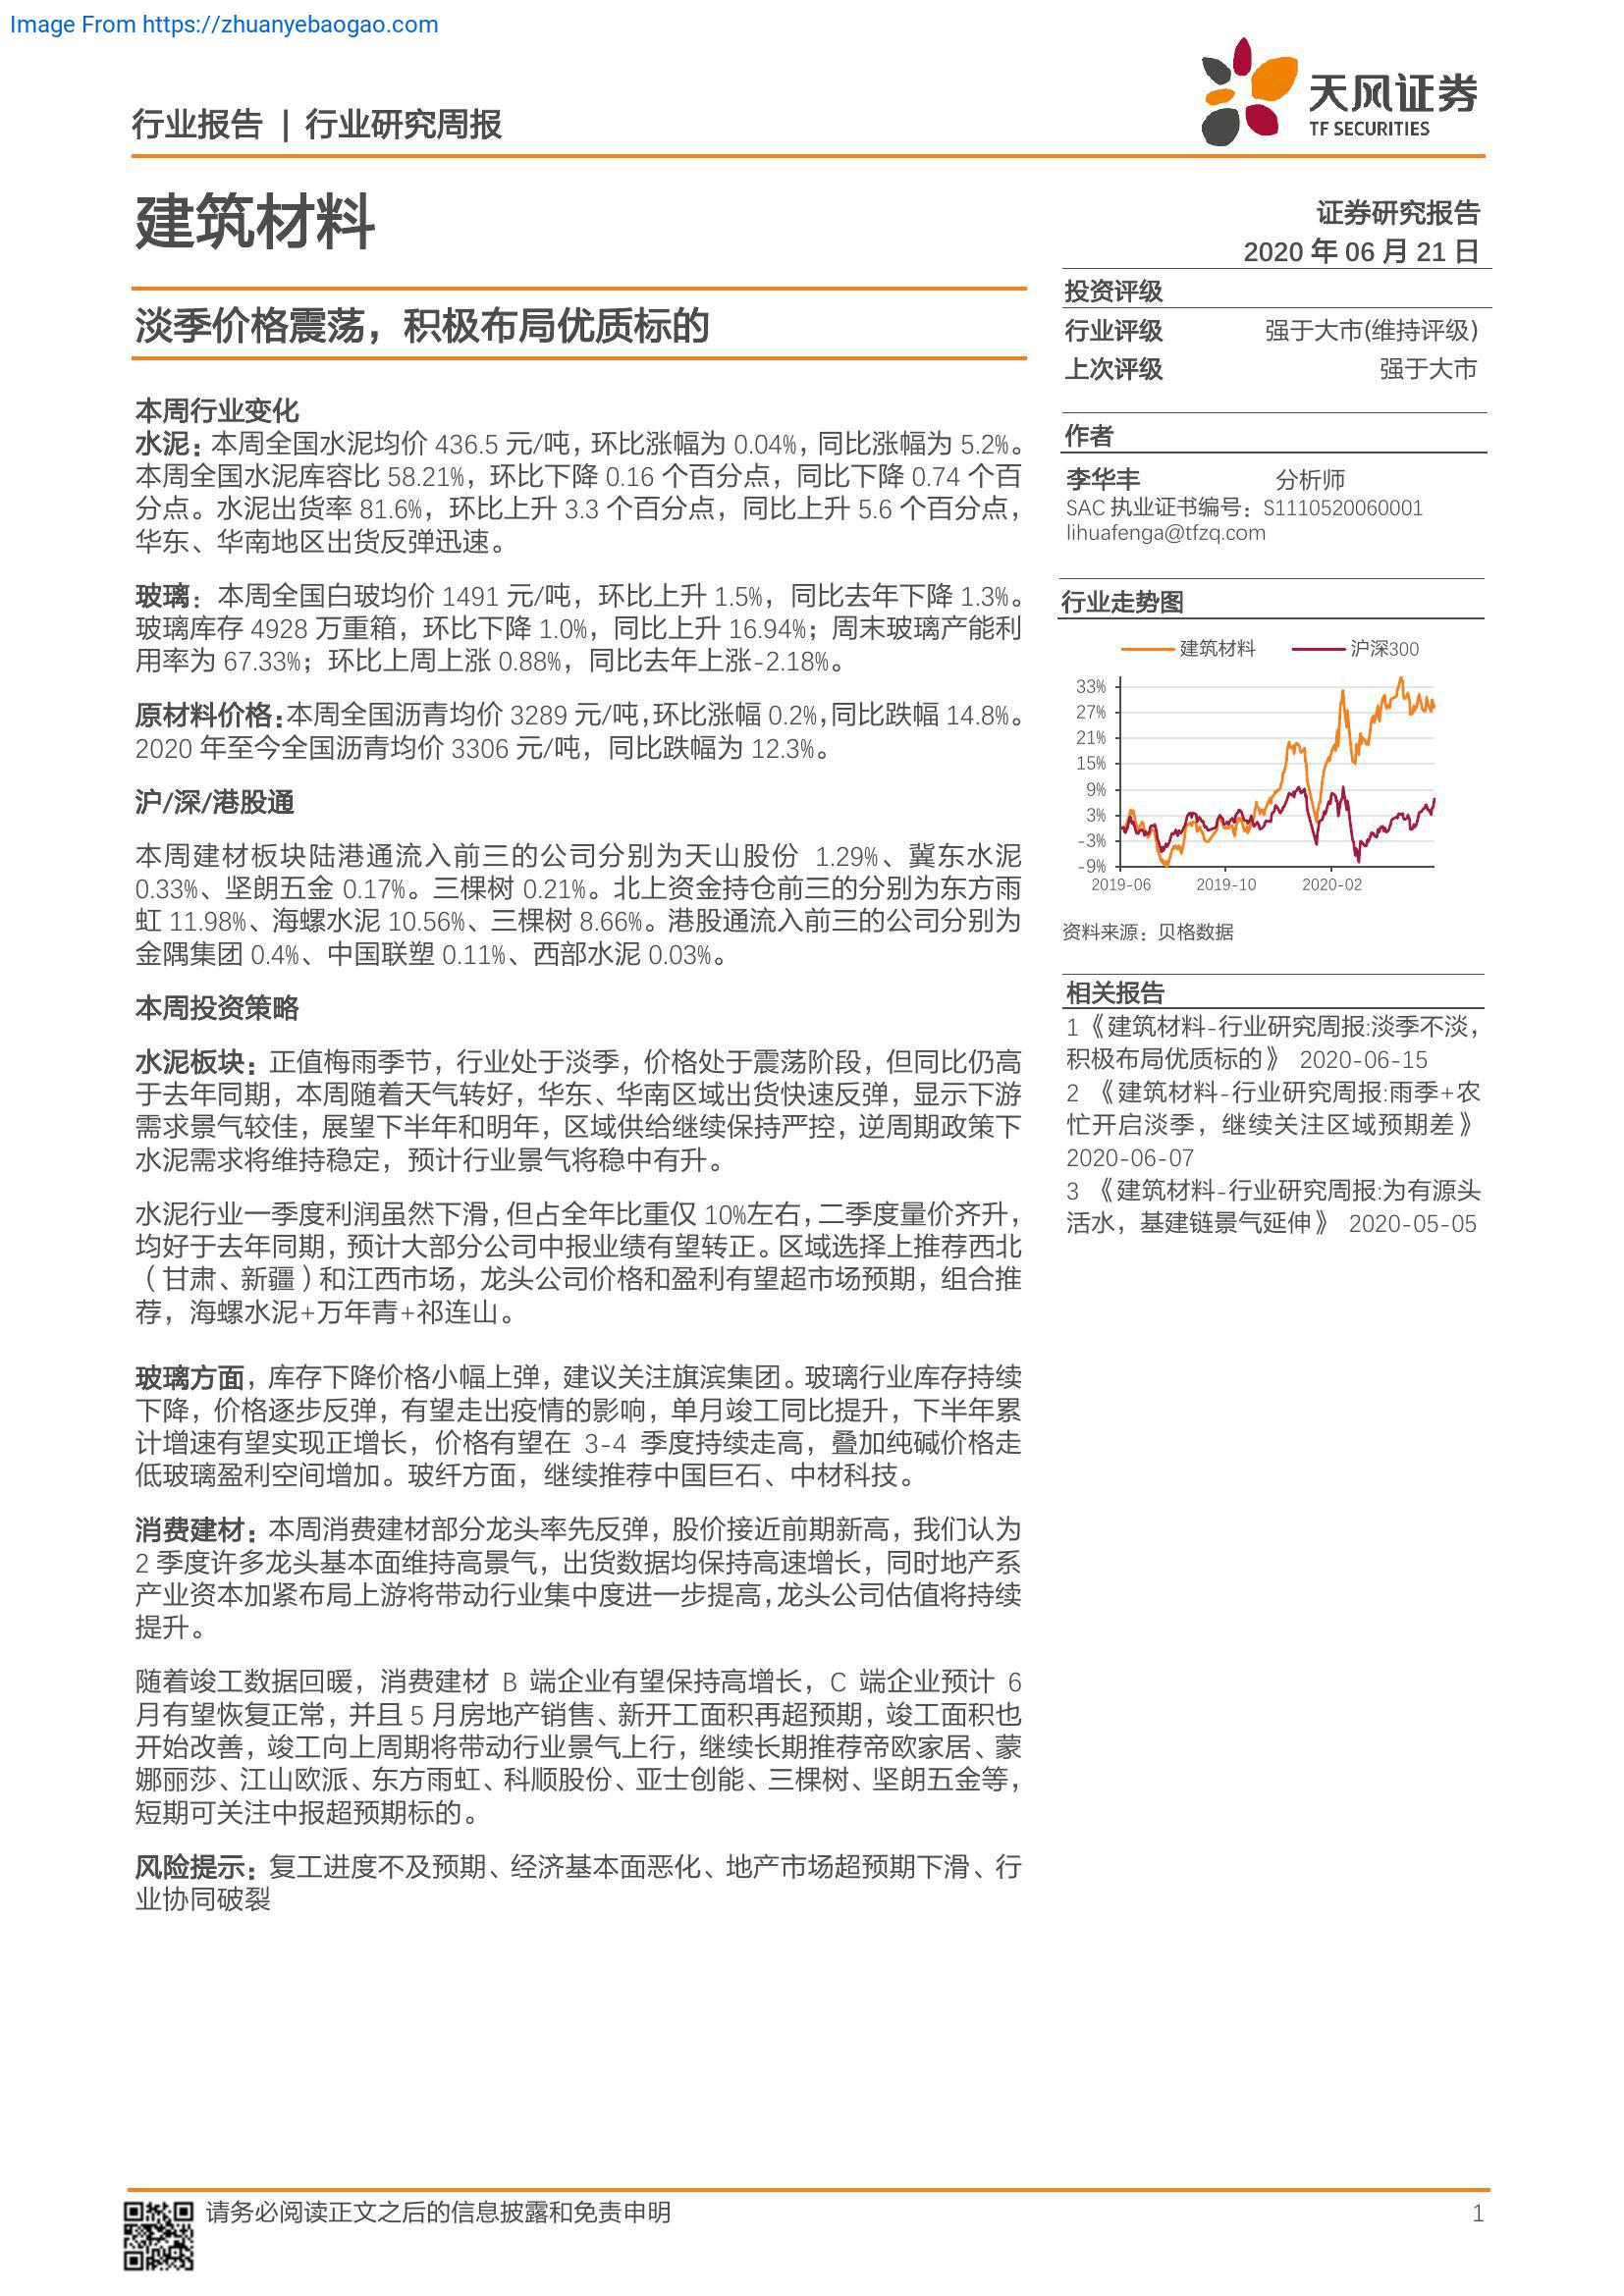 Image From https://zhuanyebaogao.com
行业报告 | 行业研究周报
天风证券
TF SECURITIES
建筑材料
证券研究报告
2020 年 06 月 21 日
淡季价格震荡，积极布局优质标的
本周行业变化
水泥：本周全国水泥均价 436.5 元/吨，环比涨幅为 0.04%，同比涨幅为 5.2%。
本周全国水泥库容比 58.21%，环比下降 0.16 个百分点，同比下降 0.74 个百
分点。水泥出货率 81.6%，环比上升 3.3 个百分点，同比上升 5.6 个百分点，
华东、华南地区出货反弹迅速。
玻璃：本周全国白玻均价 1491 元/吨，环比上升 1.5%，同比去年下降 1.3%。
玻璃库存 4928 万重箱，环比下降 1.0%，同比上升 16.94%；周末玻璃产能利
用率为 67.33%；环比上周上涨 0.88%，同比去年上涨-2.18%。
原材料价格：本周全国沥青均价 3289 元/吨，环比涨幅 0.2%，同比跌幅 14.8%。
2020 年至今全国沥青均价 3306 元/吨，同比跌幅为 12.3%。
沪/深/港股通
本周建材板块陆港通流入前三的公司分别为天山股份 1.29%、冀东水泥
0.33%、坚朗五金 0.17%。三棵树 0.21%。北上资金持仓前三的分别为东方雨
虹 11.98%、海螺水泥 10.56%、三棵树 8.66%。港股通流入前三的公司分别为
金隅集团 0.4%、中国联塑 0.11%、西部水泥 0.03%。
本周投资策略
水泥板块：正值梅雨季节，行业处于淡季，价格处于震荡阶段，但同比仍高
于去年同期，本周随着天气转好，华东、华南区域出货快速反弹，显示下游
需求景气较佳，展望下半年和明年，区域供给继续保持严控，逆周期政策下
水泥需求将维持稳定，预计行业景气将稳中有升。
水泥行业一季度利润虽然下滑，但占全年比重仅 10%左右，二季度量价齐升，
均好于去年同期，预计大部分公司中报业绩有望转正。区域选择上推荐西北
（甘肃、新疆）和江西市场，龙头公司价格和盈利有望超市场预期，组合推
荐，海螺水泥+万年青+祁连山。
玻璃方面，库存下降价格小幅上弹，建议关注旗滨集团。玻璃行业库存持续
下降，价格逐步反弹，有望走出疫情的影响，单月竣工同比提升，下半年累
计增速有望实现正增长，价格有望在 3-4 季度持续走高，叠加纯碱价格走
低玻璃盈利空间增加。玻纤方面，继续推荐中国巨石、中材科技。
消费建材：本周消费建材部分龙头率先反弹，股价接近前期新高，我们认为
2 季度许多龙头基本面维持高景气，出货数据均保持高速增长，同时地产系
产业资本加紧布局上游将带动行业集中度进一步提高，龙头公司估值将持续
提升。
随着竣工数据回暖，消费建材 B 端企业有望保持高增长，C 端企业预计 6
月有望恢复正常，并且 5 月房地产销售、新开工面积再超预期，竣工面积也
开始改善，竣工向上周期将带动行业景气上行，继续长期推荐帝欧家居、蒙
娜丽莎、江山欧派、东方雨虹、科顺股份、亚士创能、三棵树、坚朗五金等，
短期可关注中报超预期标的。
风险提示：复工进度不及预期、经济基本面恶化、地产市场超预期下滑、行
业协同破裂
投资评级
行业评级 强于大市(维持评级)
上次评级 强于大市
作者
李华丰 分析师
SAC 执业证书编号：S1110520060001
lihuafenga@tfzq.com
行业走势图
建筑材料 沪深300
33%
27%
21%
15%
9%
3%
-3%
-9%
2019-06 2019-10 2020-02
资料来源：贝格数据
相关报告
1 《建筑材料-行业研究周报:淡季不淡，
积极布局优质标的》 2020-06-15
2 《建筑材料-行业研究周报:雨季+农
忙开启淡季，继续关注区域预期差》
2020-06-07
3 《建筑材料-行业研究周报:为有源头
活水，基建链景气延伸》 2020-05-05
请务必阅读正文之后的信息披露和免责申明 1